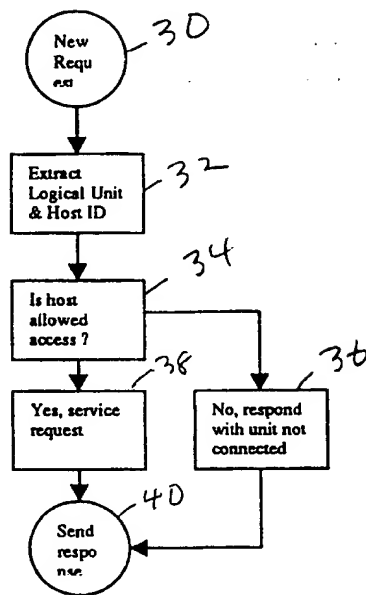 New
Requ
est
30
Extract
Logical Unit
& Host ID
32
Is host
allowed
access ?
34
Yes, service
request
38
No, respond
with unit not
connected
36
Send
respo
nse
40